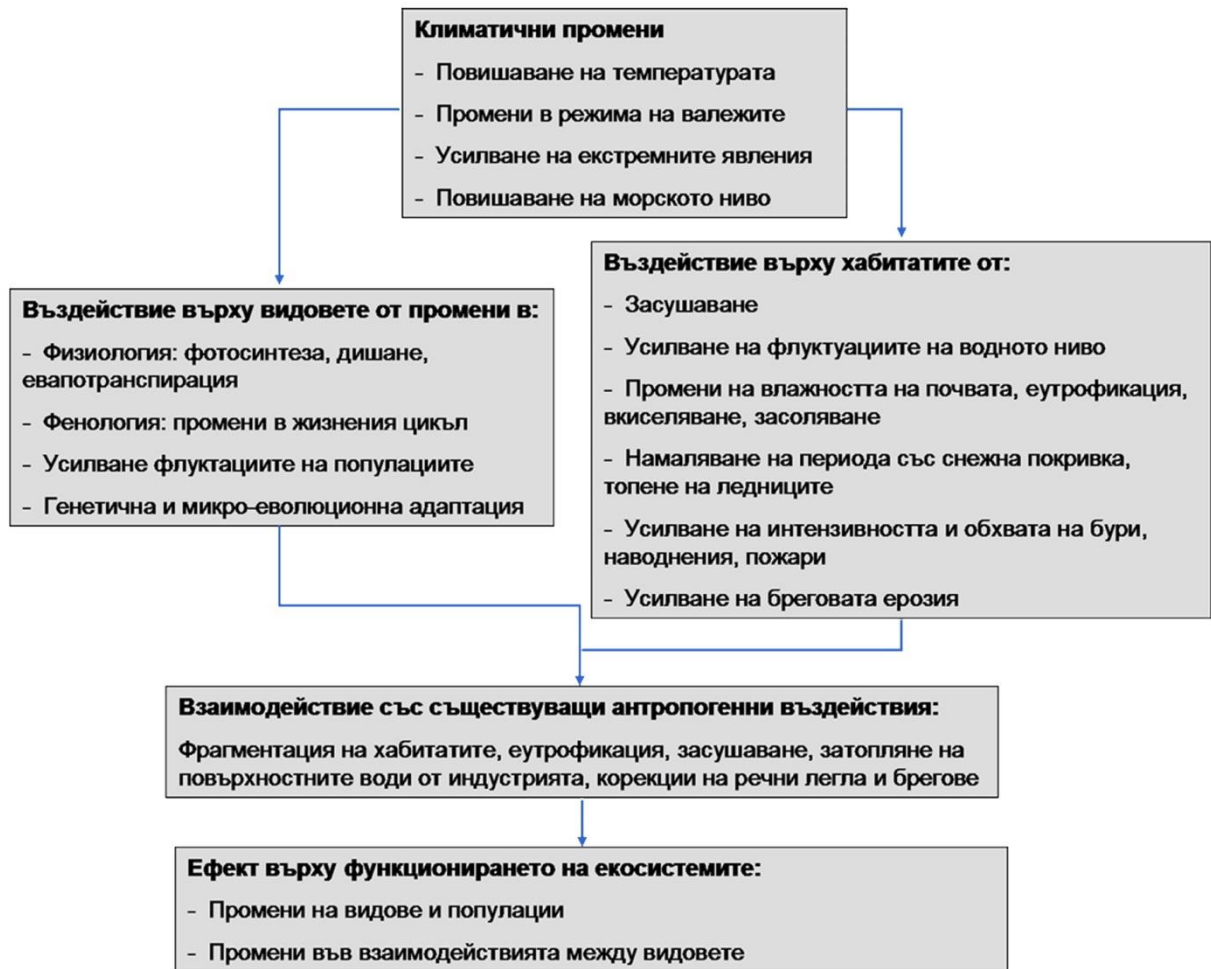 Климатични промени
- Повишаване на температурата
- Промени в режима на валежите
- Усилване на екстремните явления
- Повишаване на морското ниво
Въздействие върху видовете от промени в:
- Физиология: фотосинтеза, дишане,
евапотранспирация
- Фенология: промени в жизнения цикъл
- Усилване флуктациите на популациите
- Генетична и микро-еволюционна адаптация
Въздействие върху хабитатите от:
- Засушаване
- Усилване на флуктуациите на водното ниво
- Промени на влажността на почвата, еутрофикация,
вкиселяване, засоляване
- Намаляване на периода със снежна покривка,
топене на ледниците
- Усилване на интензивността и обхвата на бури,
наводнения, пожари
- Усилване на бреговата ерозия
Взаимодействие със съществуващи антропогенни въздействия:
Фрагментация на хабитатите, еутрофикация, засушаване, затопляне на
повърхностните води от индустрията, корекции на речни легла и брегове
Ефект върху функционирането на екосистемите:
- Промени на видове и популации
- Промени във взаимодействията между видовете